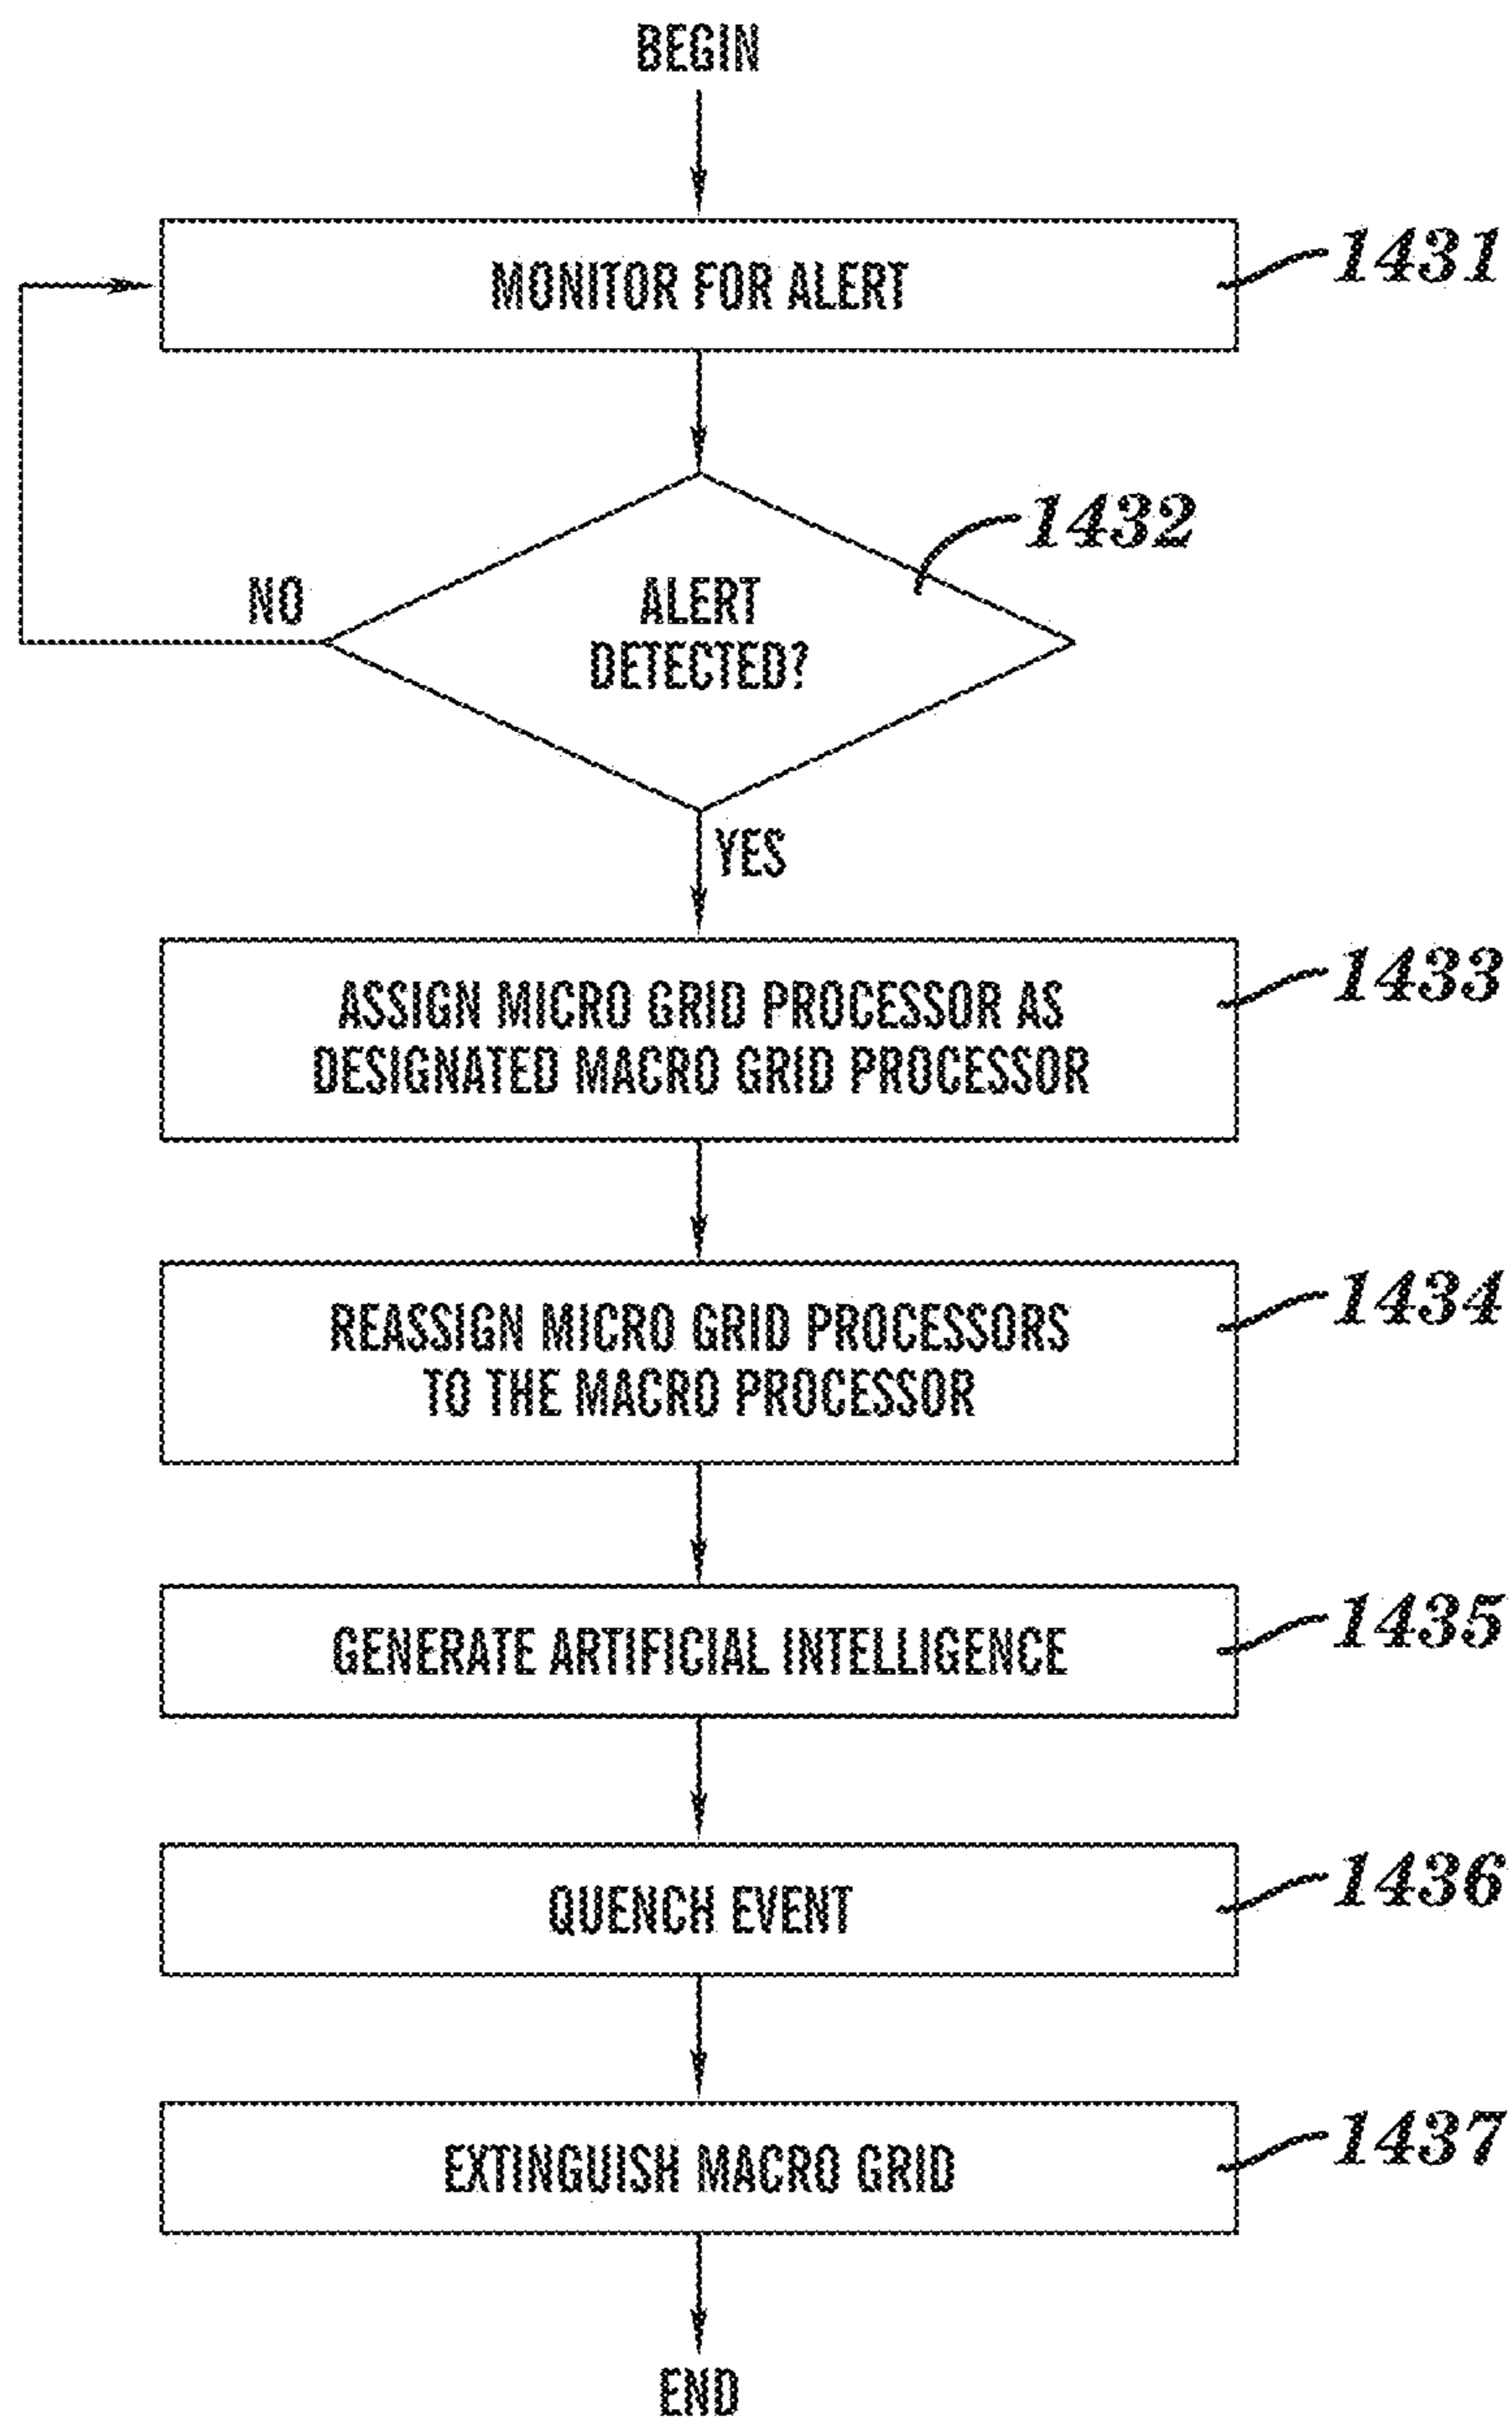 BEGIN
MONITOR FOR ALERT
1431
1432
NO
ALERT
DETECTED?
YES
ASSIGN MICRO GRID PROCESSOR AS
DESIGNATED MACRO GRID PROCESSOR
1433
REASSIGN MICRO GRID PROCESSORS
TO THE MACRO PROCESSOR
1434
GENERATE ARTIFICIAL INTELLIGENCE
1435
QUENCH EVENT
1436
EXTINGUISH MACRO GRID
1437
END